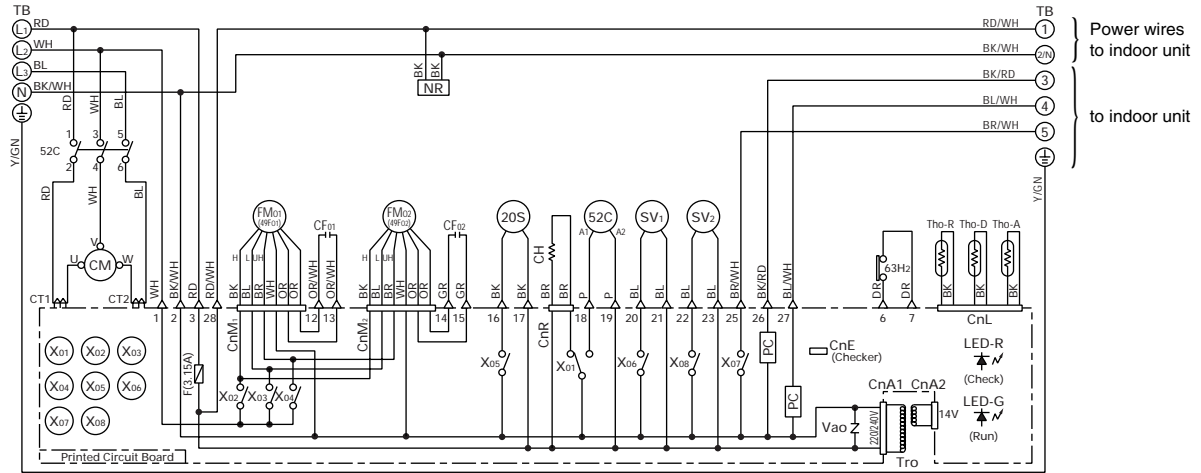 TB
L1 RD
L2 WH
L3 BL
N BK/WH
Y/GN
RD WH BL
1 3 5
52C
2 4 6
RD WH BL
V
U CM W
CT1 CT2
TB
RD/WH 1
BK/WH 2/N
BK/RD 3
BL/WH 4
BR/WH 5
Y/GN
Power wires
to indoor unit
to indoor unit
BK BK
NR
WH BK/WH RD RD/WH
1 2 3 28
FM01
(49F01)
H L UH
BK BL BR WH OR OR
CF01
OR/WH OR/WH
12 13
CnM1
FM02
(49F02)
H L UH
BK BL BR WH OR OR
CF02
GR GR
14 15
CnM2
20S
BK BK
16 17
CH
BR BR
CnR
52C
A1 A2
P P
18 19
SV1
BL BL
20 21
SV2
BL BL
22 23
BR/WH BK/RD BL/WH
25 26 27
63H2
DR DR
6 7
Tho-R Tho-D Tho-A
BK BK BK
CnL
X01 X02 X03
X04 X05 X06
X07 X08
F(3.15A)
X02 X03 X04
X05 X01 X06 X08 X07
PC
PC
CnE
(Checker)
LED-R
(Check)
LED-G
(Run)
CnA1 CnA2
220/240V
14V
Vao
Tro
Printed Circuit Board